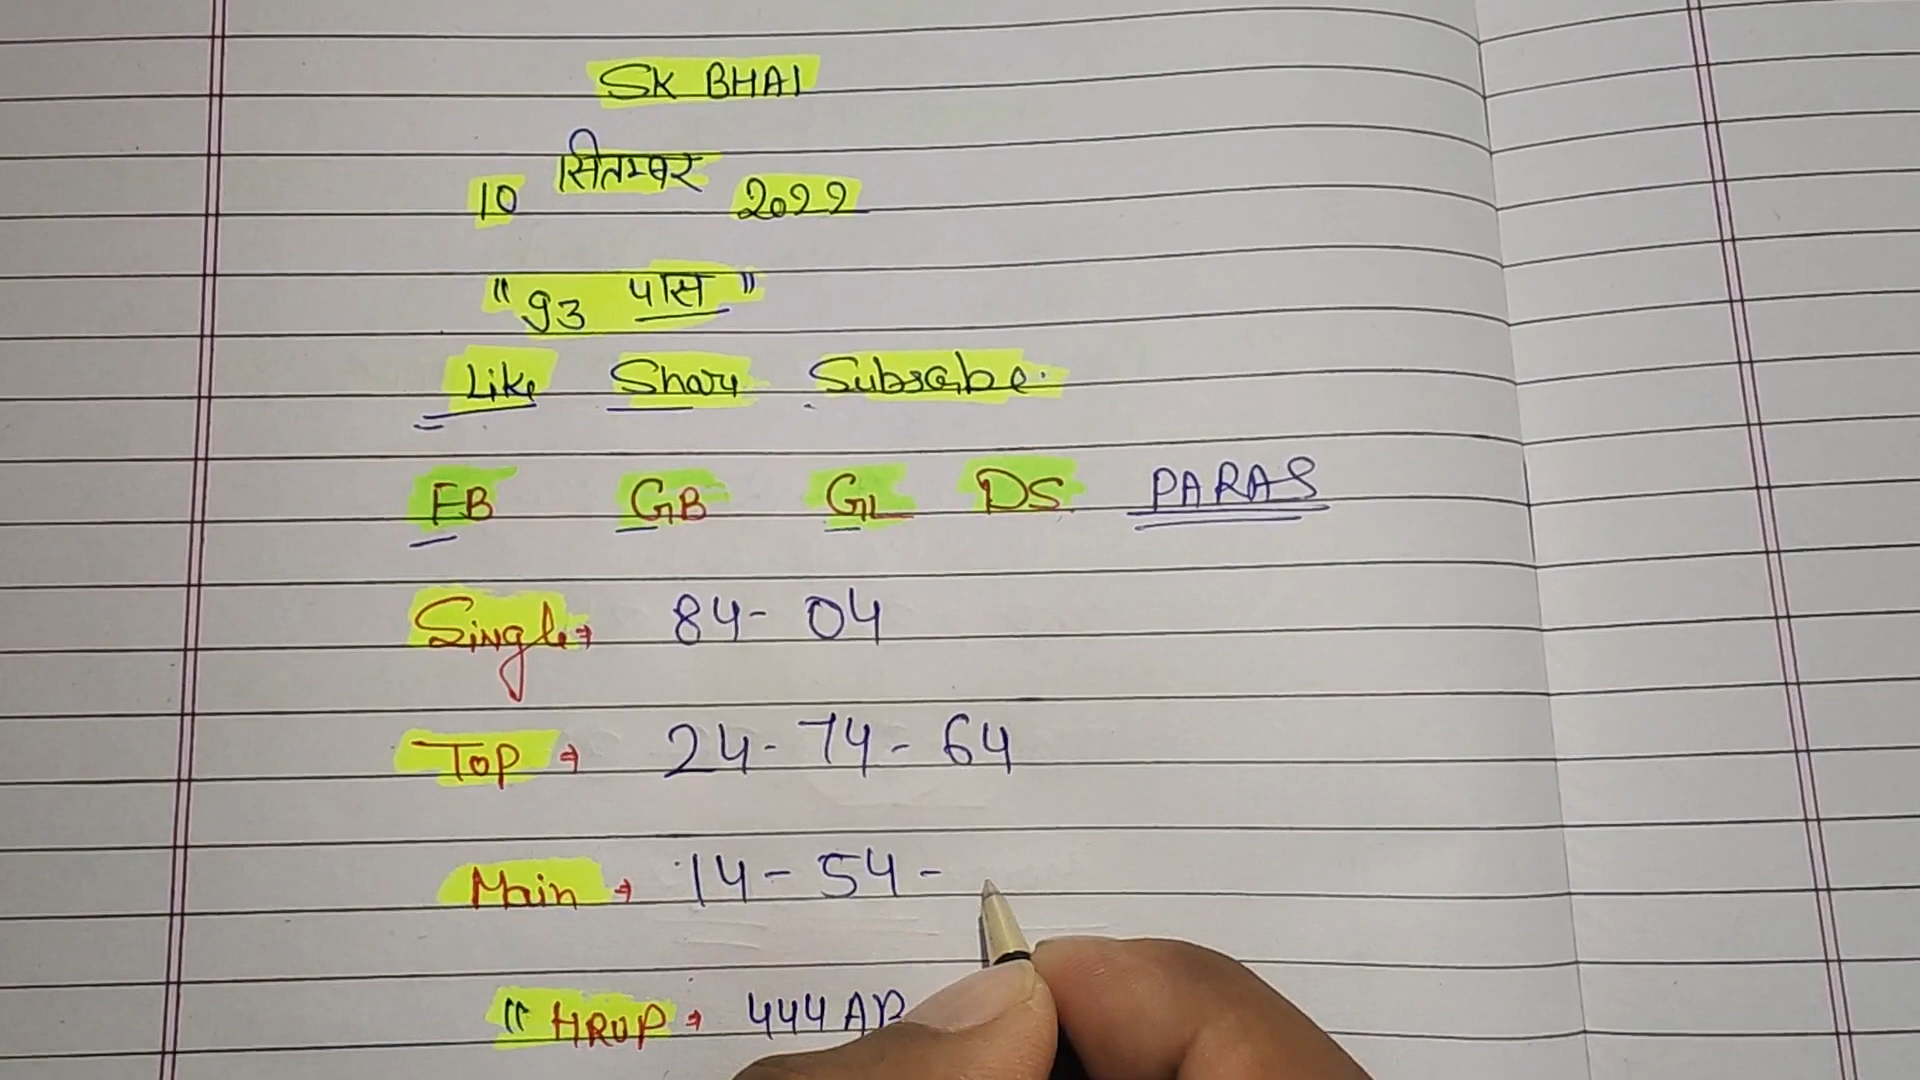 SK BHAI
10 सितम्बर 2022
"93 पास"
Like Share Subscribe.
FB GB GL DS PARAS
Single→ 84- 04
Top → 24- 74- 64
Main → 14- 54-
"HRUP→ 444AB